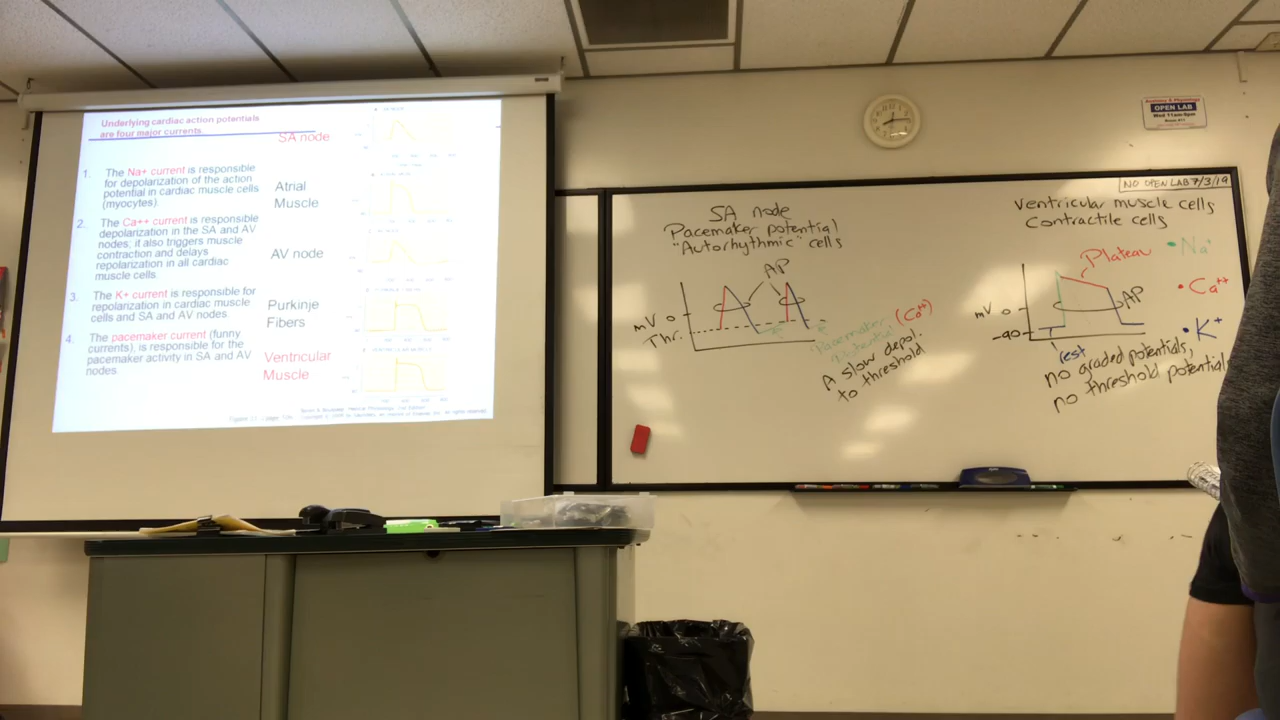 Underlying cardiac action potentials
are four major currents.
SA node
1. The Na+ current is responsible
for depolarization of the action
potential in cardiac muscle cells
(myocytes).
Atrial
Muscle
2. The Ca++ current is responsible
depolarization in the SA and AV
nodes; it also triggers muscle
contraction and delays
repolarization in all cardiac
muscle cells.
AV node
3. The K+ current is responsible for
repolarization in cardiac muscle
cells and SA and AV nodes
Purkinje
Fibers
4. The pacemaker current (funny
currents), is responsible for the
pacemaker activity in SA and AV
nodes.
Ventricular
Muscle
SA node
Pacemaker potential
"Autorhythmic" cells
AP
mV 0
Thr.
Pacemaker
Potential
(Ca++)
A slow depol.
to threshold
OPEN LAB
Wed 11am-5pm
NO OPEN LAB 7/3/19
Ventricular muscle cells
Contractile cells
Plateau
• Na+
• Ca++
• K+
AP
mV 0
-90
rest
no graded potentials,
no threshold potentials